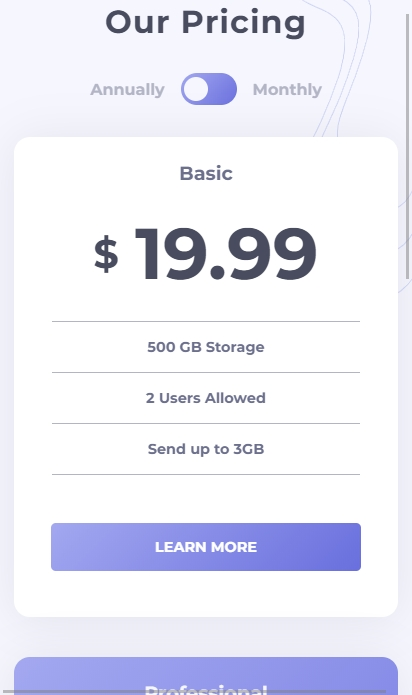 Our Pricing
Annually Monthly
Basic
$ 19.99
500 GB Storage
2 Users Allowed
Send up to 3GB
LEARN MORE
Professional